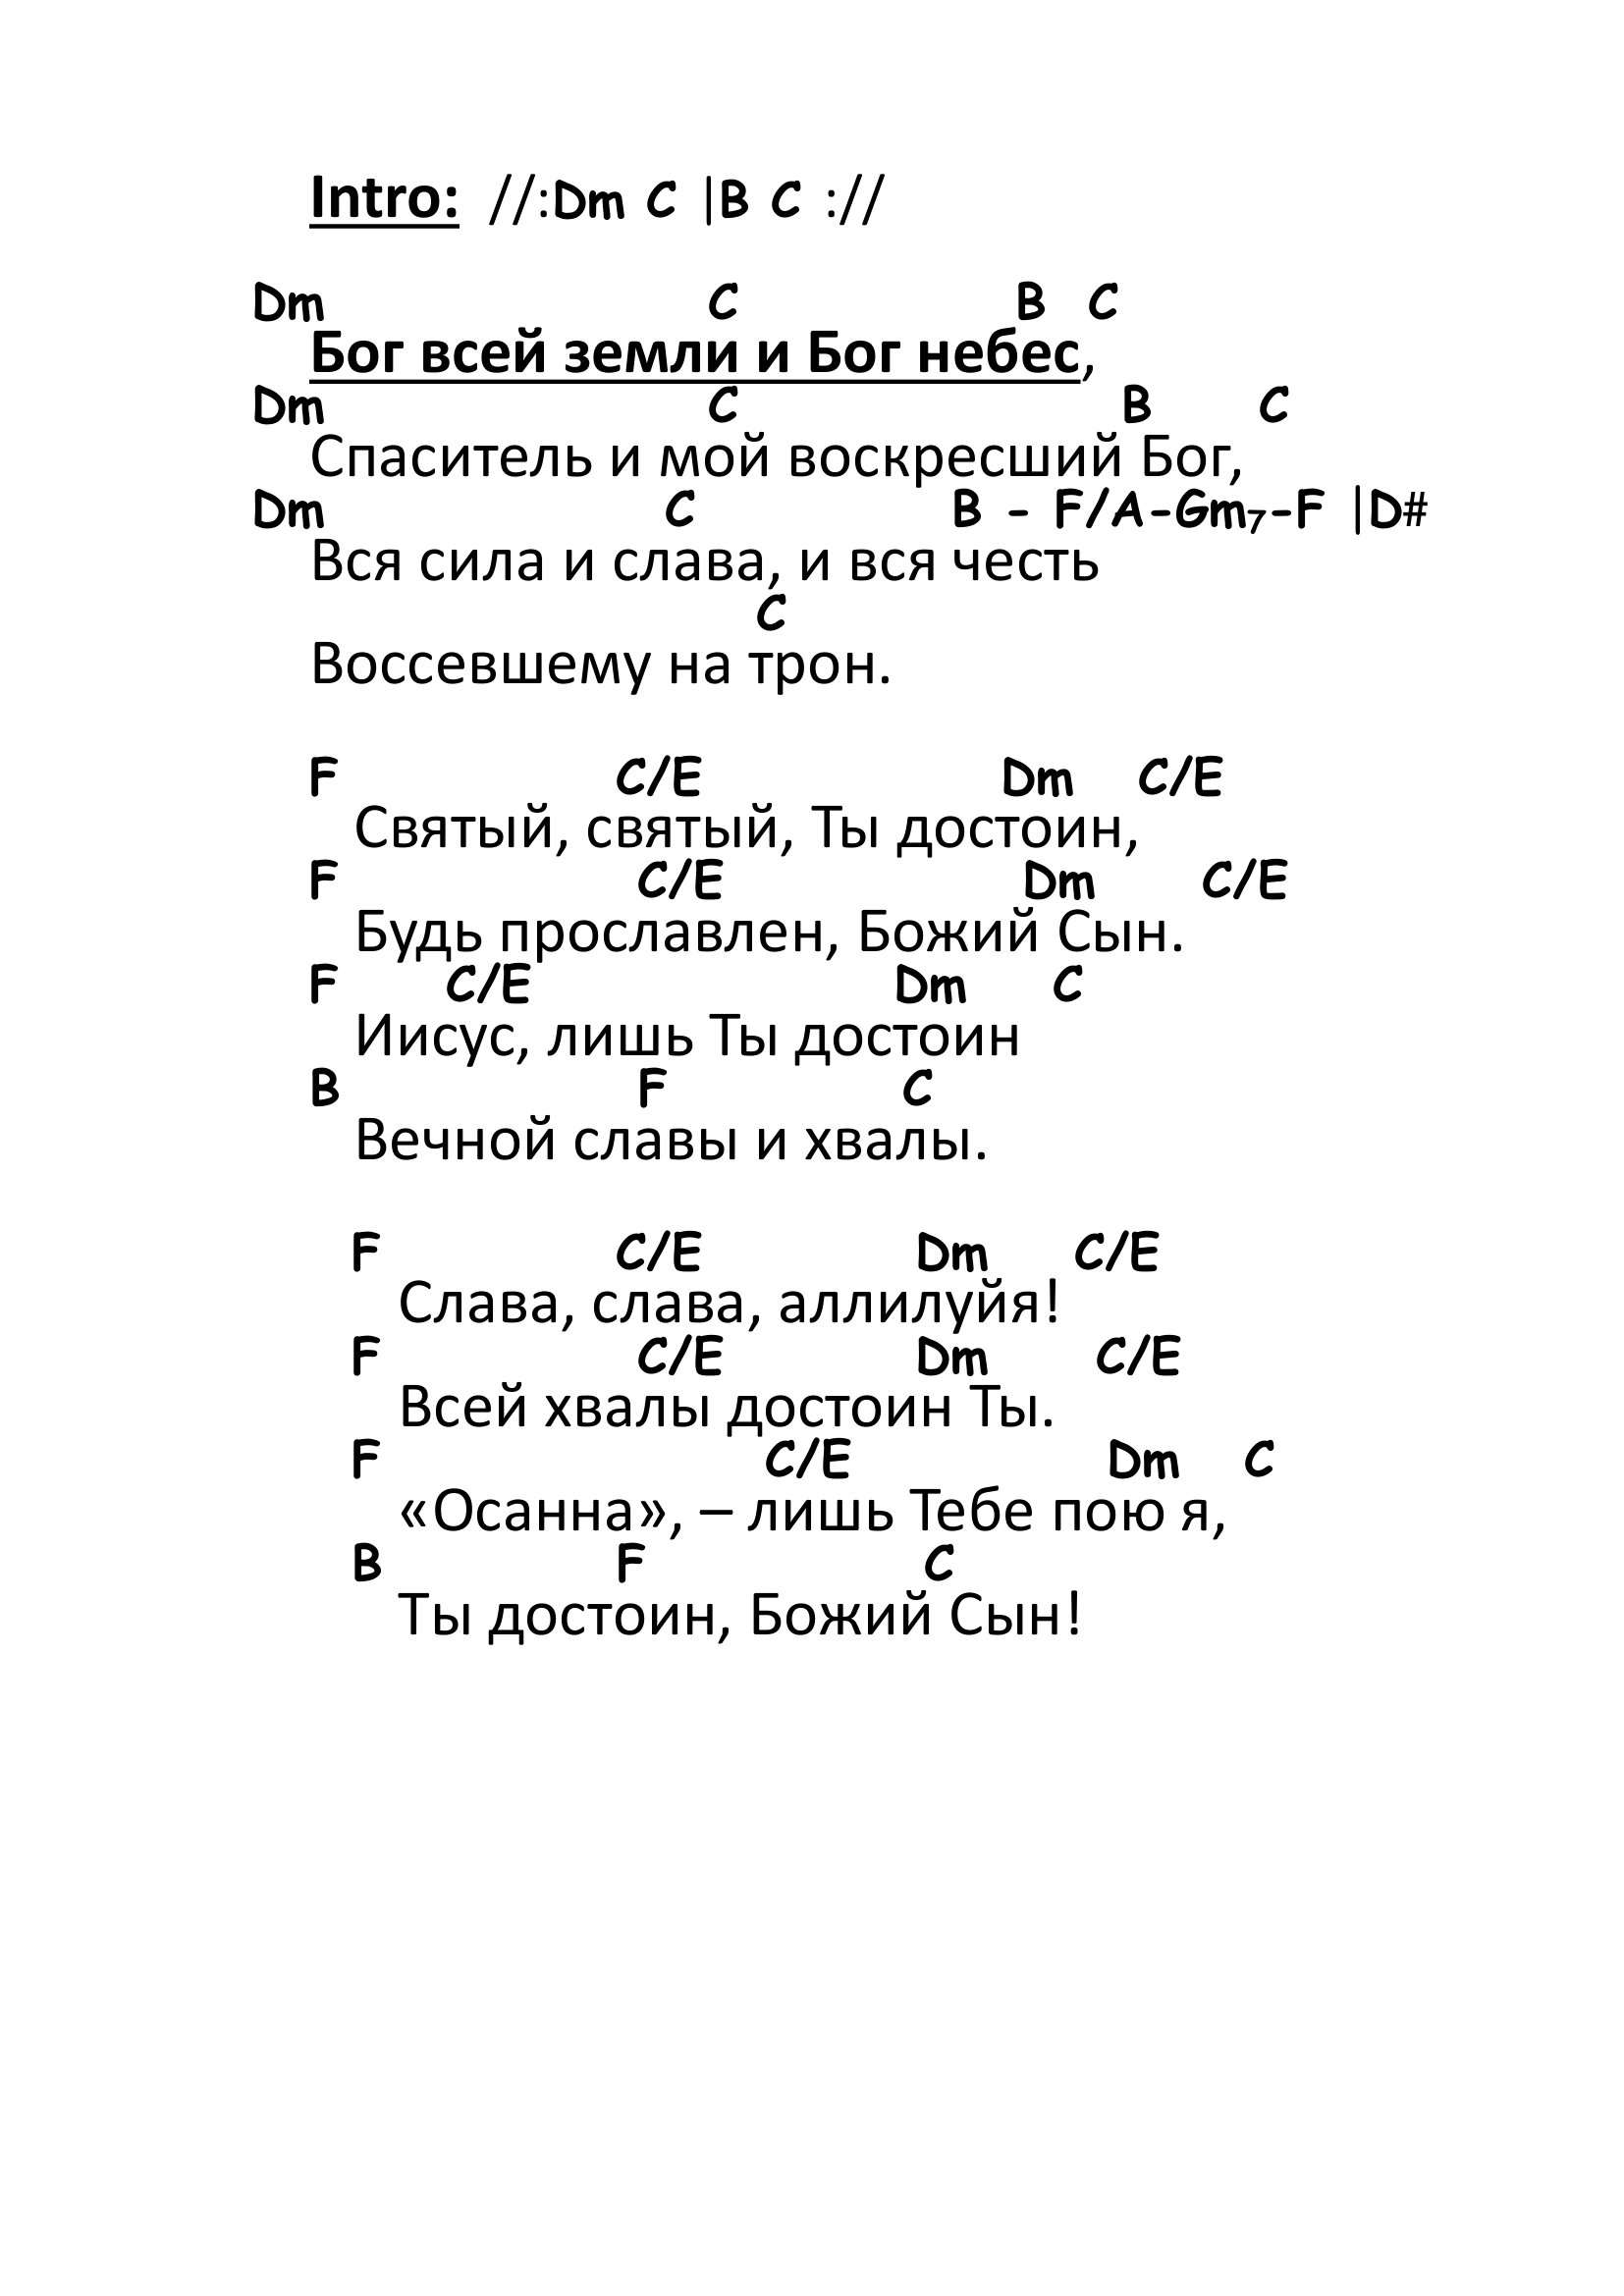 Intro: //:Dm C |B C ://
Dm C B C
Бог всей земли и Бог небес,
Dm C B C
Спаситель и мой воскресший Бог,
Dm C B - F/A-Gm₇-F |D#
Вся сила и слава, и вся честь
C
Воссевшему на трон.
F C/E Dm C/E
Святый, святый, Ты достоин,
F C/E Dm C/E
Будь прославлен, Божий Сын.
F C/E Dm C
Иисус, лишь Ты достоин
B F C
Вечной славы и хвалы.
F C/E Dm C/E
Слава, слава, аллилуйя!
F C/E Dm C/E
Всей хвалы достоин Ты.
F C/E Dm C
«Осанна», – лишь Тебе пою я,
B F C
Ты достоин, Божий Сын!